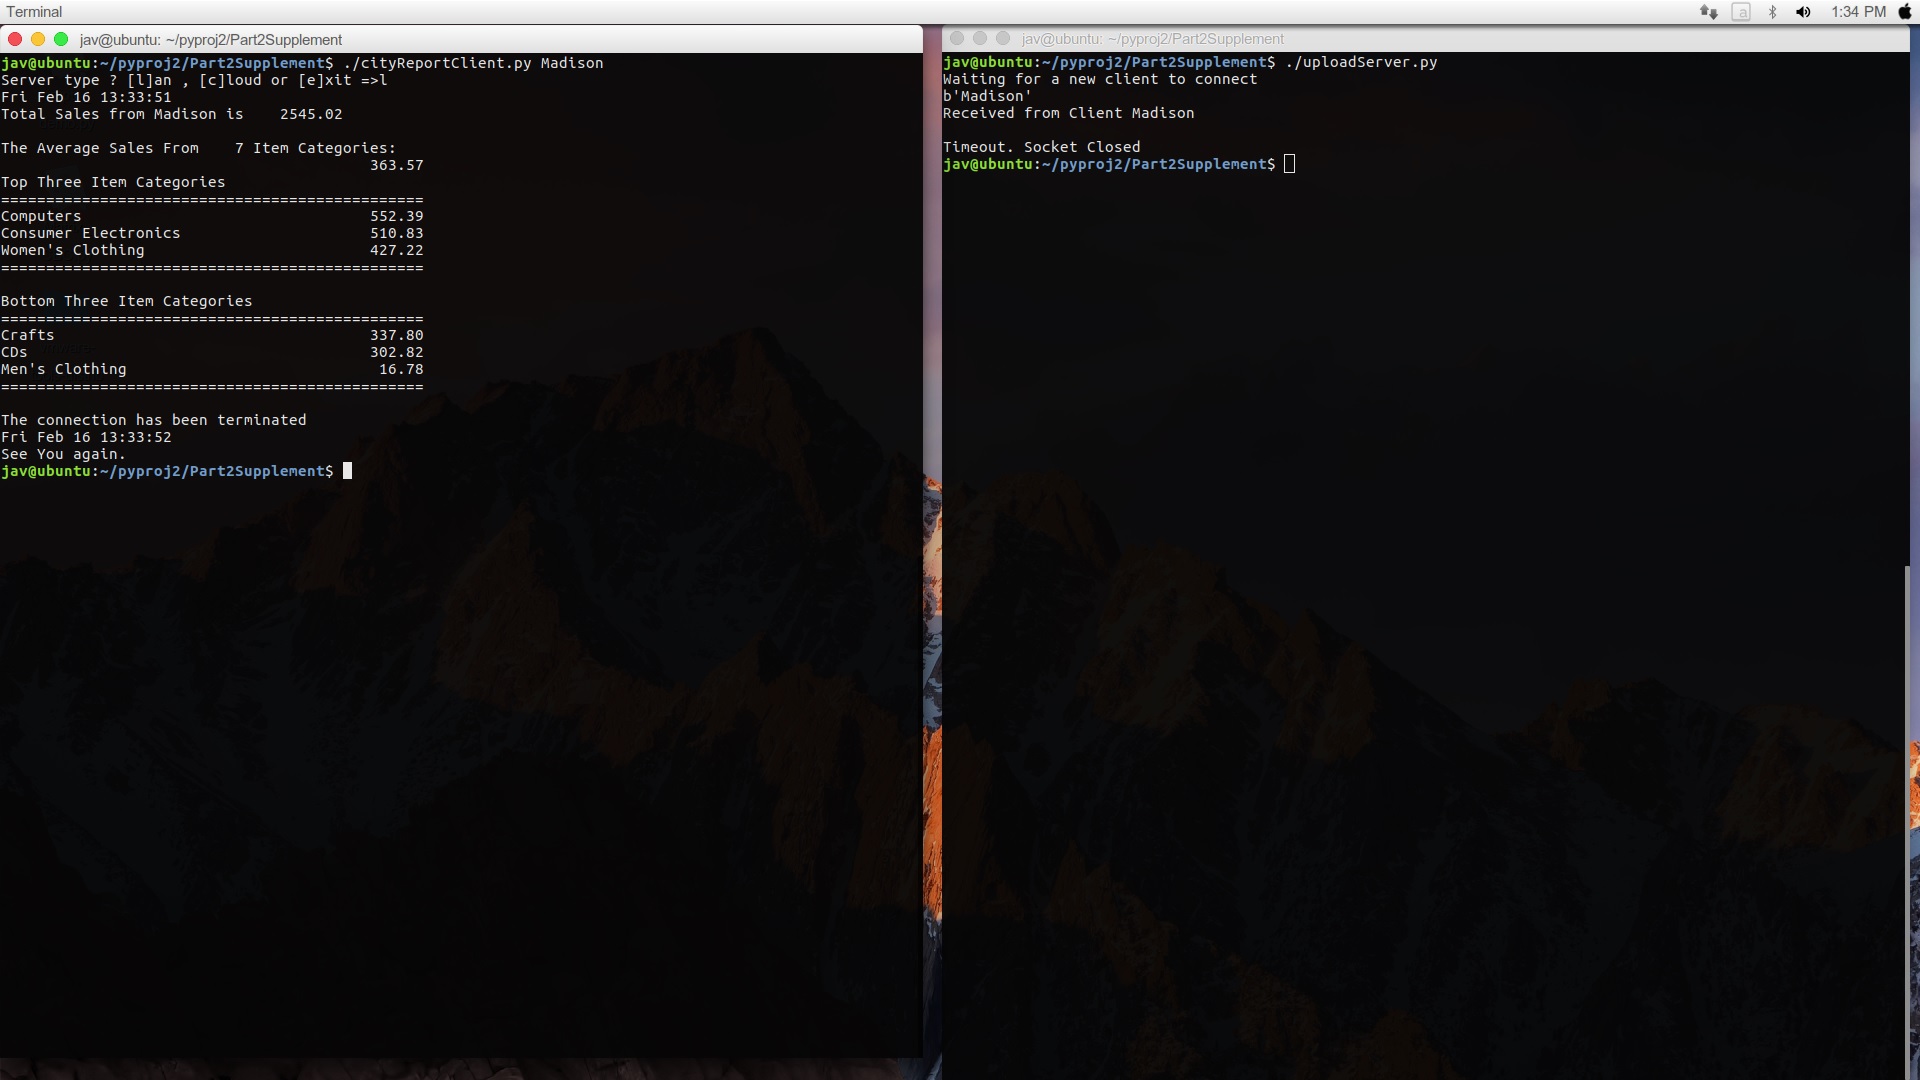 Terminal
a
1:34 PM
jav@ubuntu: ~/pyproj2/Part2Supplement
jav@ubuntu:~/pyproj2/Part2Supplement$ ./cityReportClient.py Madison
Server type ? [l]an , [c]loud or [e]xit =>l
Fri Feb 16 13:33:51
Total Sales from Madison is    2545.02
The Average Sales From    7 Item Categories:
363.57
Top Three Item Categories
===============================================
Computers                                552.39
Consumer Electronics                     510.83
Women's Clothing                         427.22
===============================================
Bottom Three Item Categories
===============================================
Crafts                                   337.80
CDs                                      302.82
Men's Clothing                            16.78
===============================================
The connection has been terminated
Fri Feb 16 13:33:52
See You again.
jav@ubuntu:~/pyproj2/Part2Supplement$
jav@ubuntu: ~/pyproj2/Part2Supplement
jav@ubuntu:~/pyproj2/Part2Supplement$ ./uploadServer.py
Waiting for a new client to connect
b'Madison'
Received from Client Madison
Timeout. Socket Closed
jav@ubuntu:~/pyproj2/Part2Supplement$